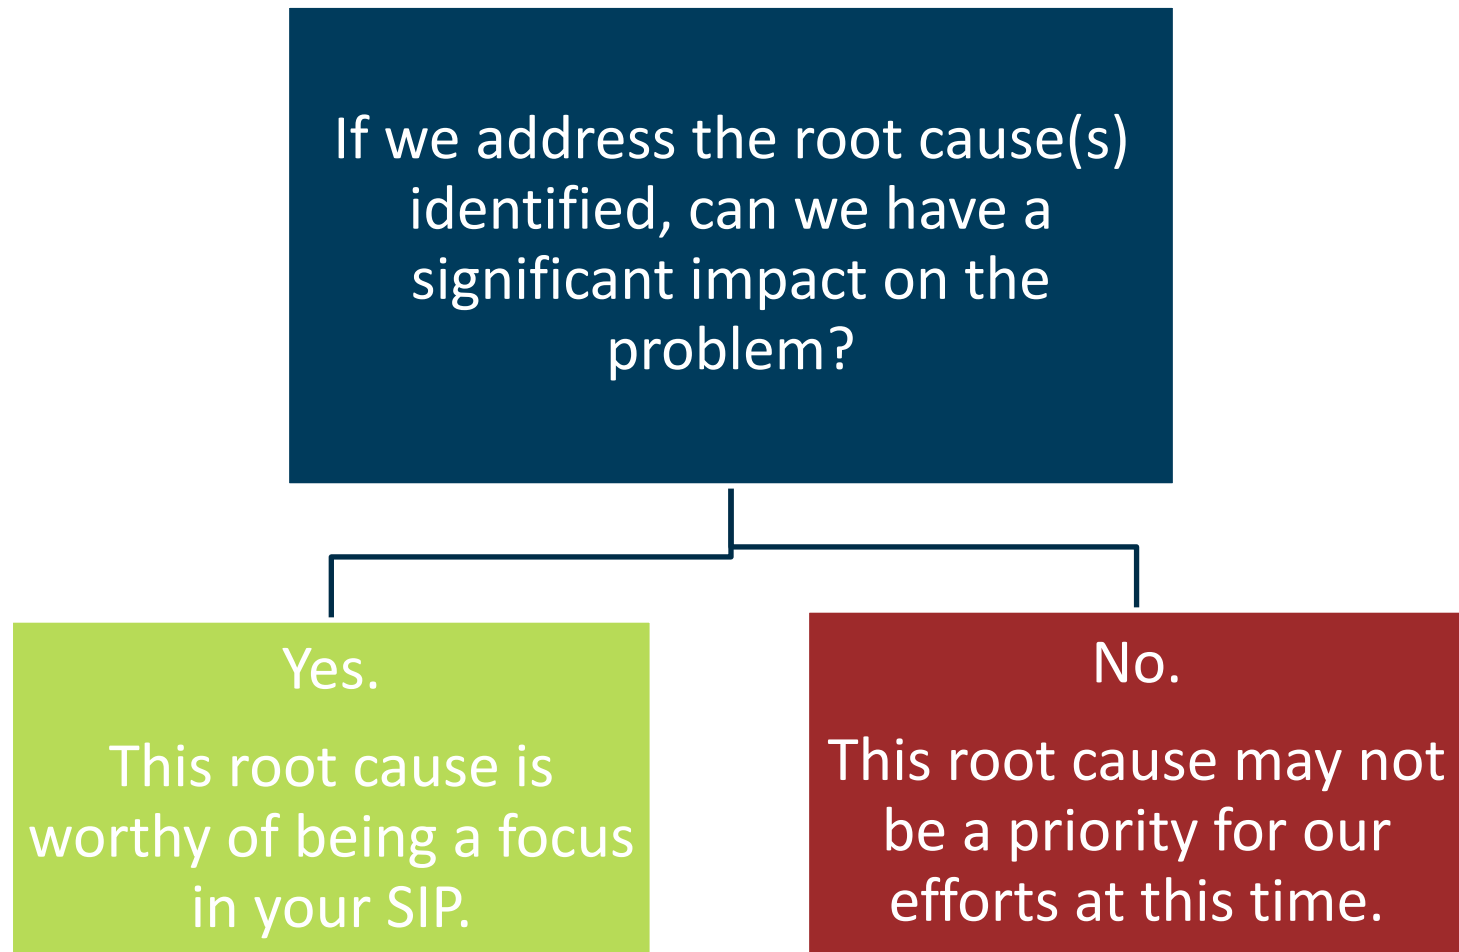 If we address the root cause(s)
identified, can we have a
significant impact on the
problem?
Yes.
This root cause is
worthy of being a focus
in your SIP.
No.
This root cause may not
be a priority for our
efforts at this time.